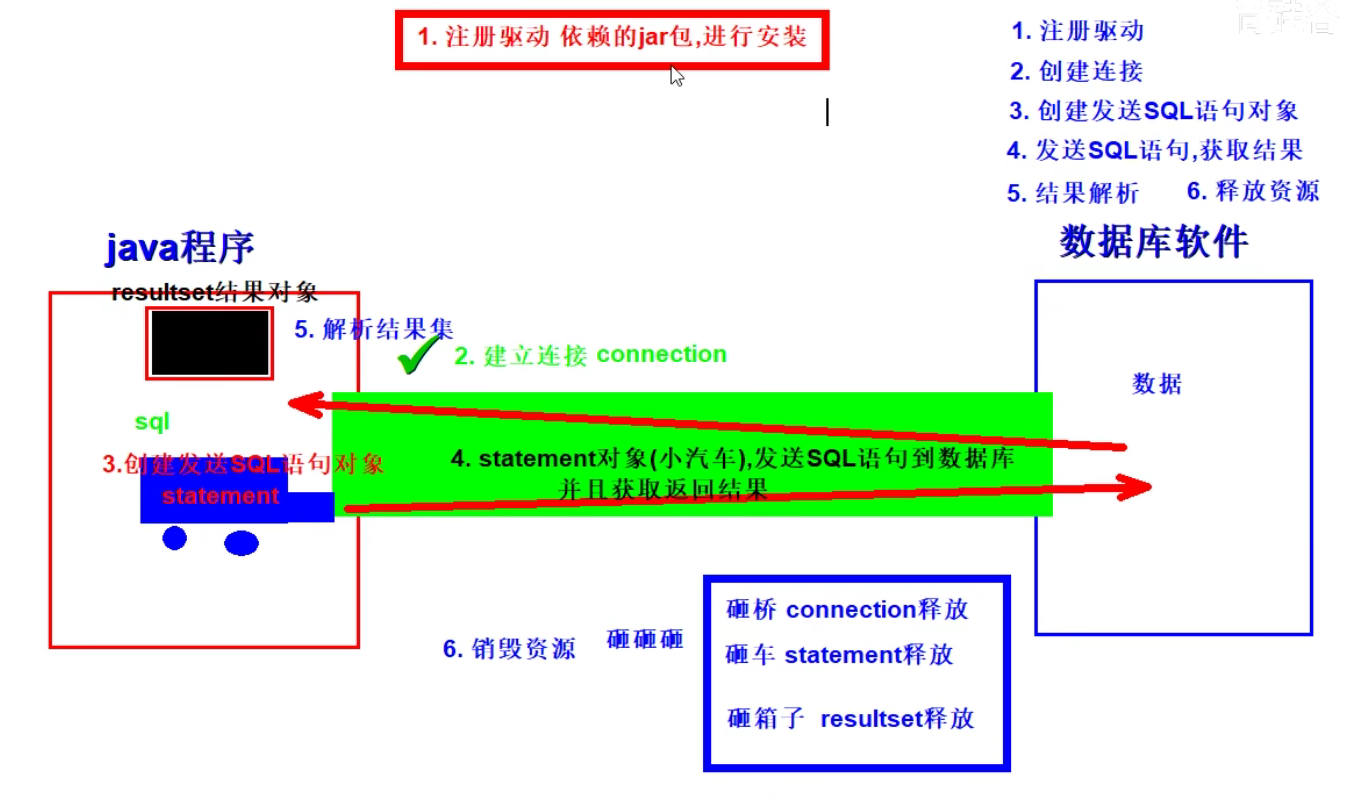 1. 注册驱动 依赖的jar包,进行安装
1. 注册驱动
2. 创建连接
3. 创建发送SQL语句对象
4. 发送SQL语句,获取结果
5. 结果解析
6. 释放资源
java程序
数据库软件
resultset结果对象
5. 解析结果集
2. 建立连接 connection
数据
sql
3.创建发送SQL语句对象
statement
4. statement对象(小汽车),发送SQL语句到数据库
并且获取返回结果
6. 销毁资源
砸砸砸
砸桥 connection释放
砸车 statement释放
砸箱子 resultset释放